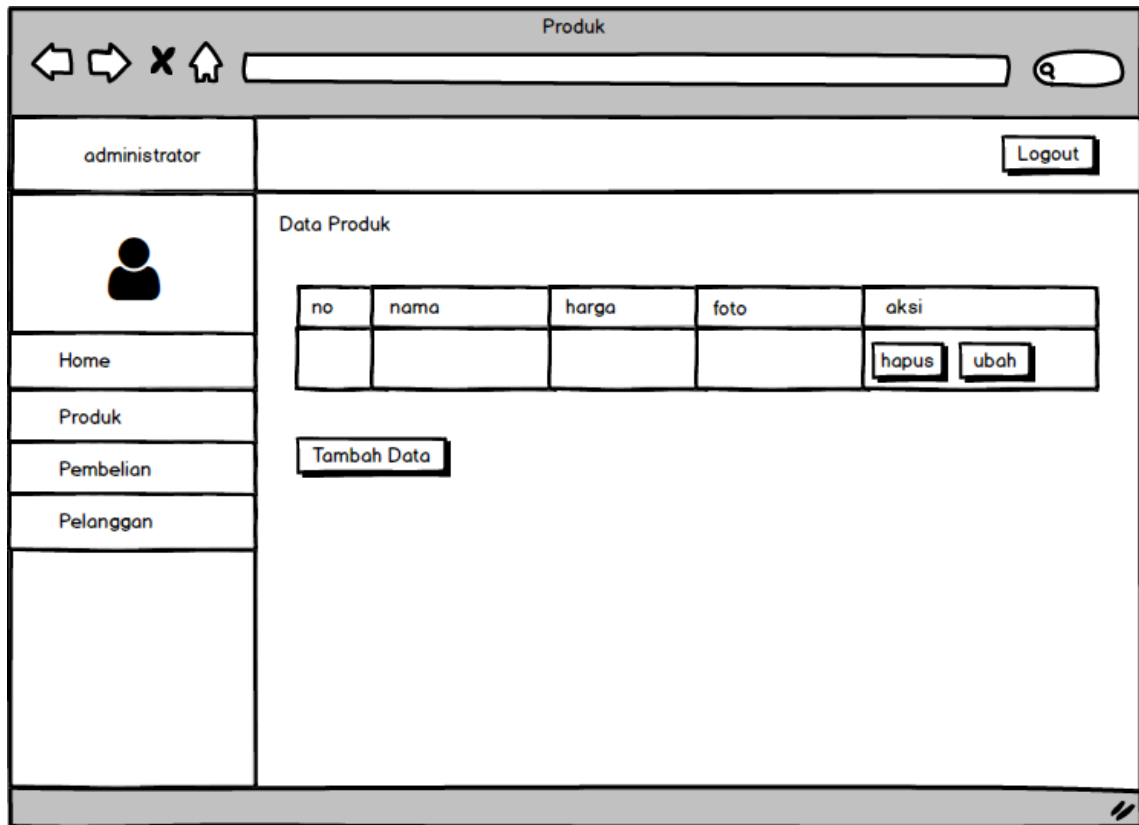 Produk
administrator
Logout
Data Produk
no nama harga foto aksi
hapus ubah
Home
Produk
Pembelian
Pelanggan
Tambah Data